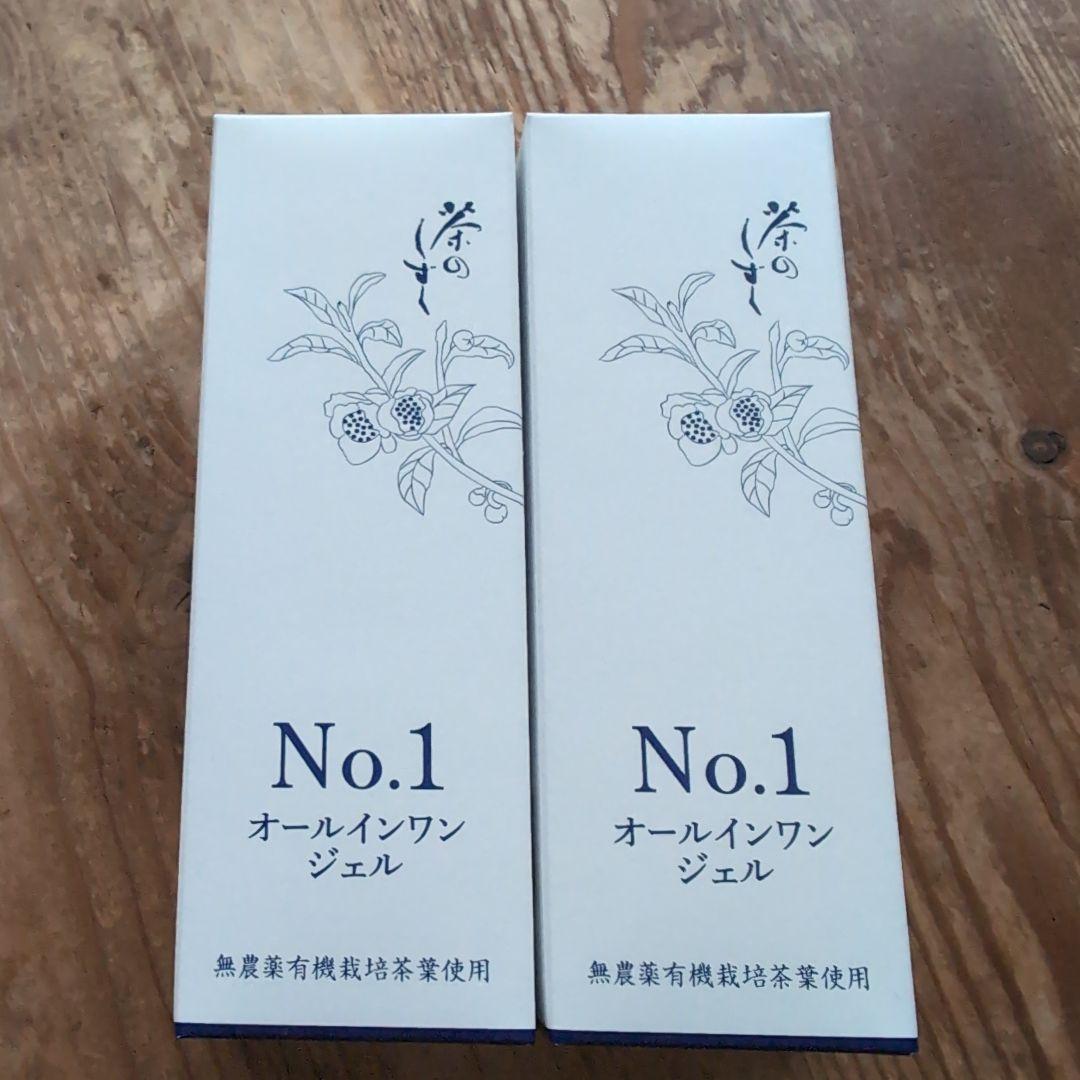 茶の
しずく
No.1
オールインワン
ジェル
無農薬有機栽培茶葉使用
茶の
しずく
No.1
オールインワン
ジェル
無農薬有機栽培茶葉使用